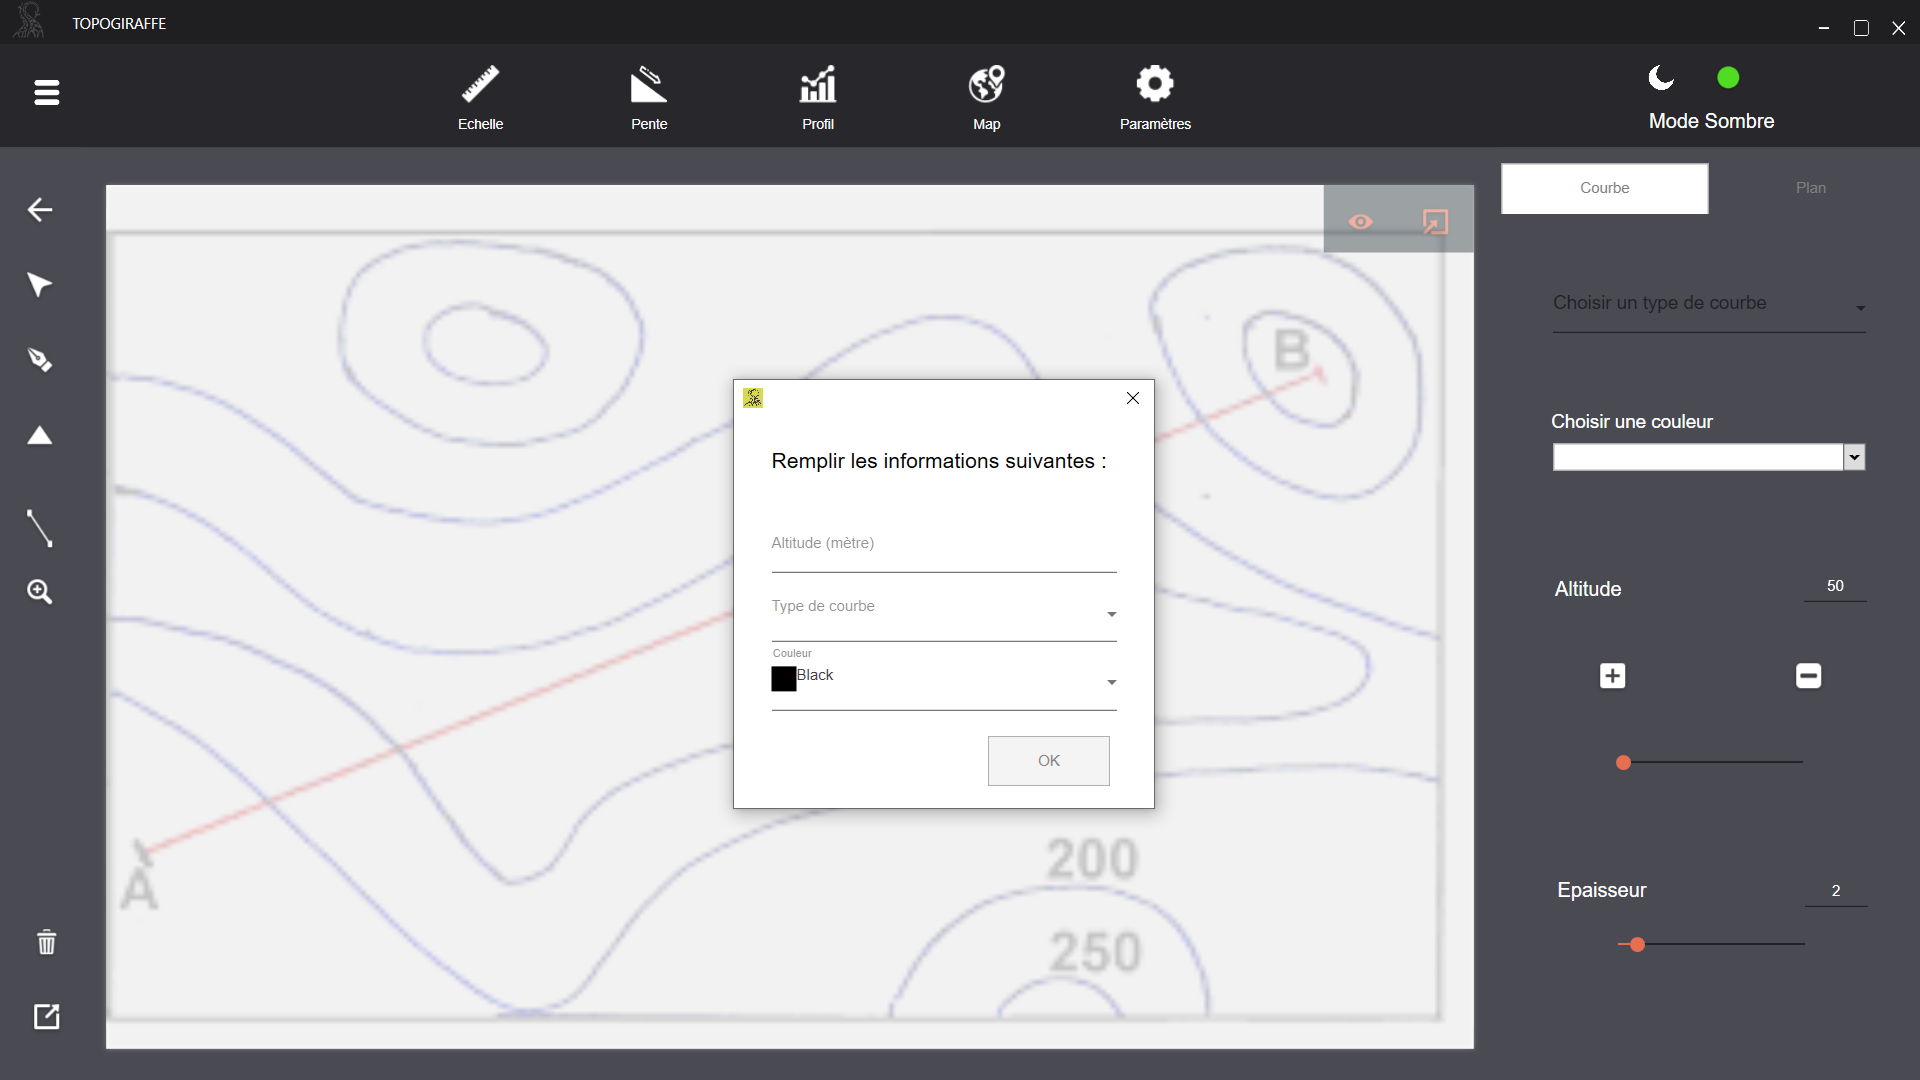 TOPOGIRAFFE
Echelle
Pente
Profil
Map
Paramètres
Mode Sombre
Courbe
Plan
Choisir un type de courbe
Choisir une couleur
Altitude
50
Epaisseur
2
B
A
200
250
Remplir les informations suivantes :
Altitude (mètre)
Type de courbe
Couleur
Black
OK